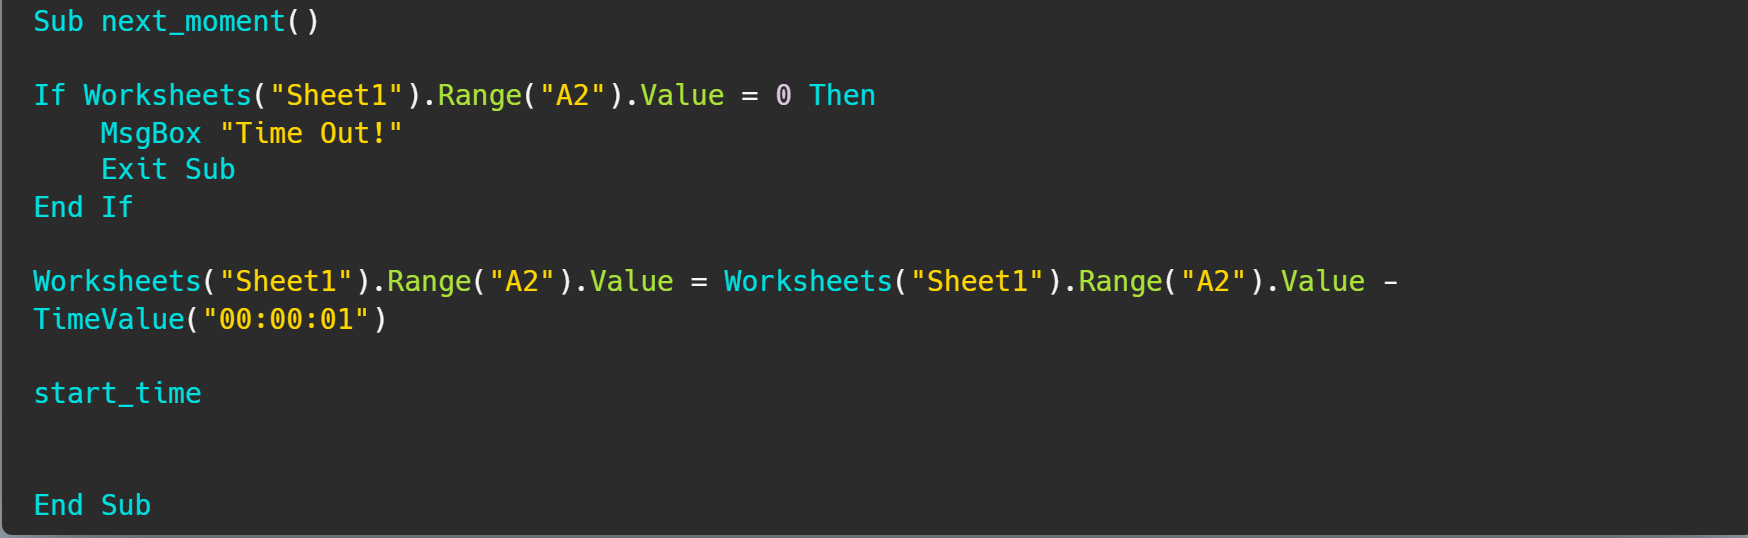 Sub next_moment()
If Worksheets("Sheet1").Range("A2").Value = 0 Then
MsgBox "Time Out!"
Exit Sub
End If
Worksheets("Sheet1").Range("A2").Value = Worksheets("Sheet1").Range("A2").Value -
TimeValue("00:00:01")
start_time
End Sub